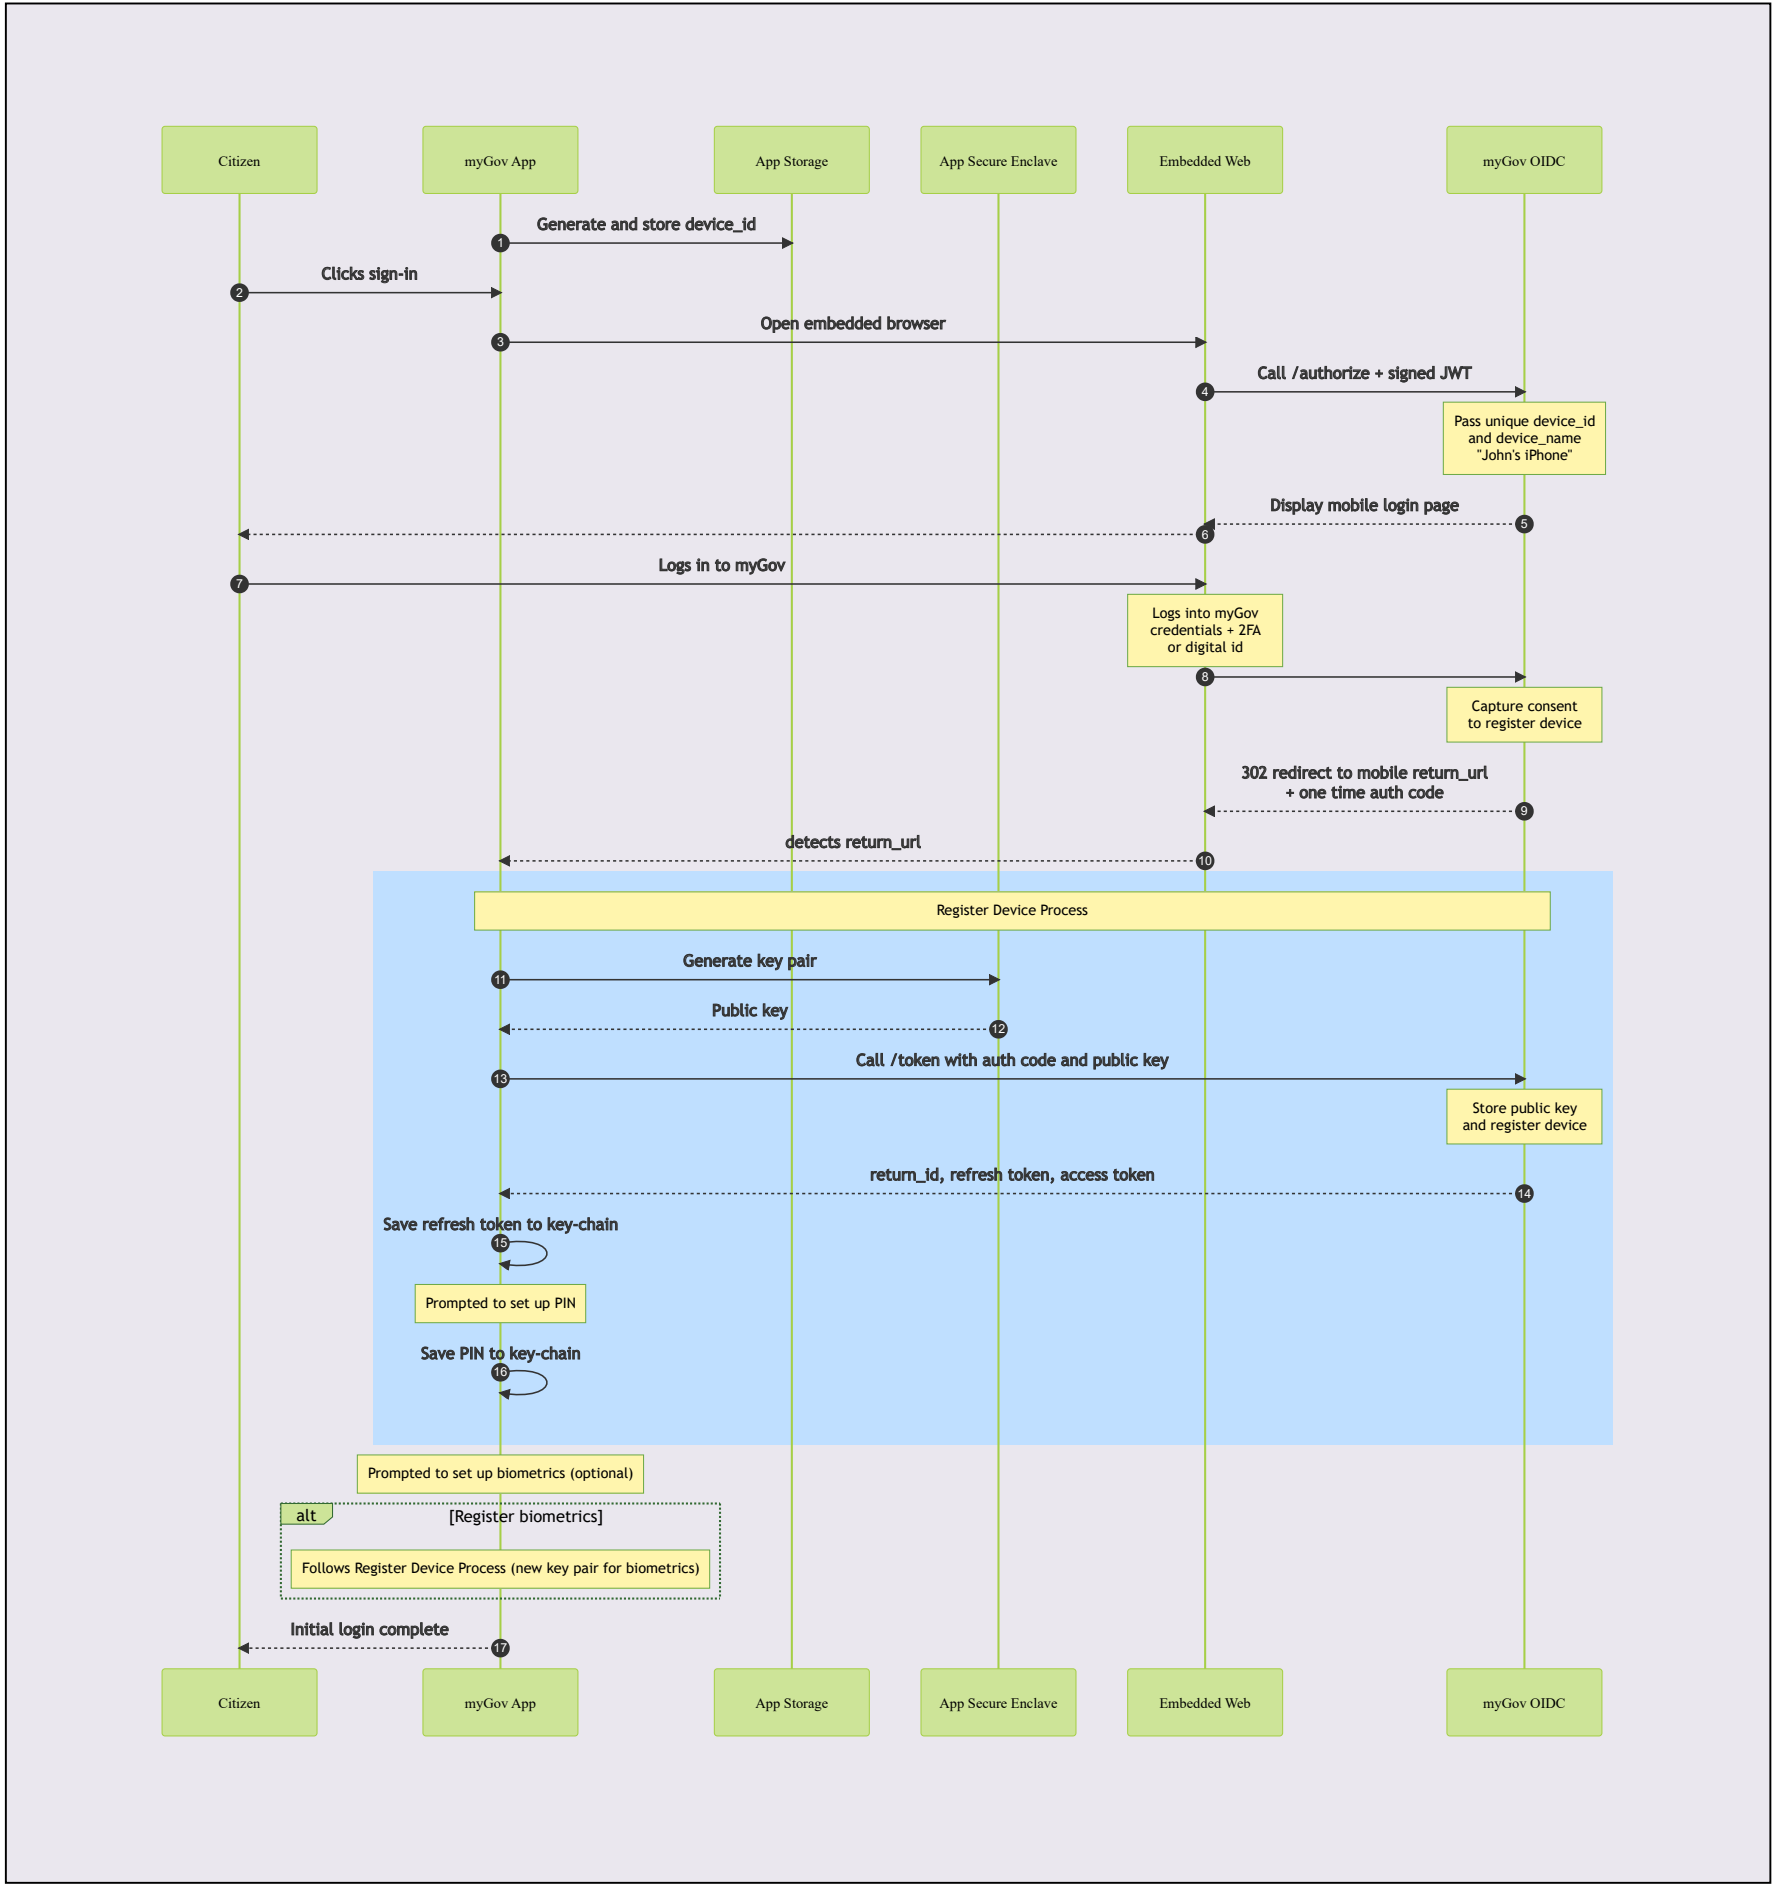 Citizen
myGov App
App Storage
App Secure Enclave
Embedded Web
myGov OIDC
Generate and store device_id
1
Clicks sign-in
2
Open embedded browser
3
Call /authorize + signed JWT
4
Pass unique device_id
and device_name
"John's iPhone"
Display mobile login page
5
6
Logs in to myGov
7
Logs into myGov
credentials + 2FA
or digital id
8
Capture consent
to register device
302 redirect to mobile return_url
+ one time auth code
9
detects return_url
10
Register Device Process
Generate key pair
11
Public key
12
Call /token with auth code and public key
13
Store public key
and register device
return_id, refresh token, access token
14
Save refresh token to key-chain
15
Prompted to set up PIN
Save PIN to key-chain
16
Prompted to set up biometrics (optional)
alt
[Register biometrics]
Follows Register Device Process (new key pair for biometrics)
Initial login complete
17
Citizen
myGov App
App Storage
App Secure Enclave
Embedded Web
myGov OIDC